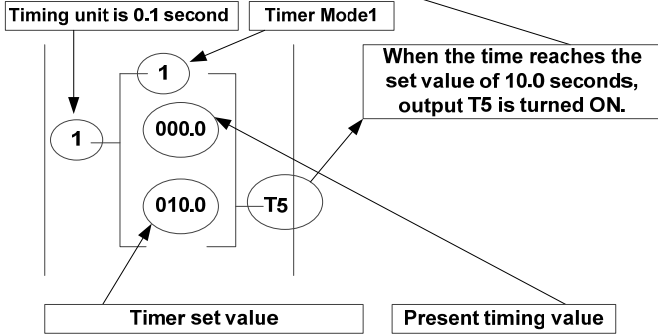 Timing unit is 0.1 second
Timer Mode1
When the time reaches the
set value of 10.0 seconds,
output T5 is turned ON.
1
000.0
1
010.0
T5
Timer set value
Present timing value